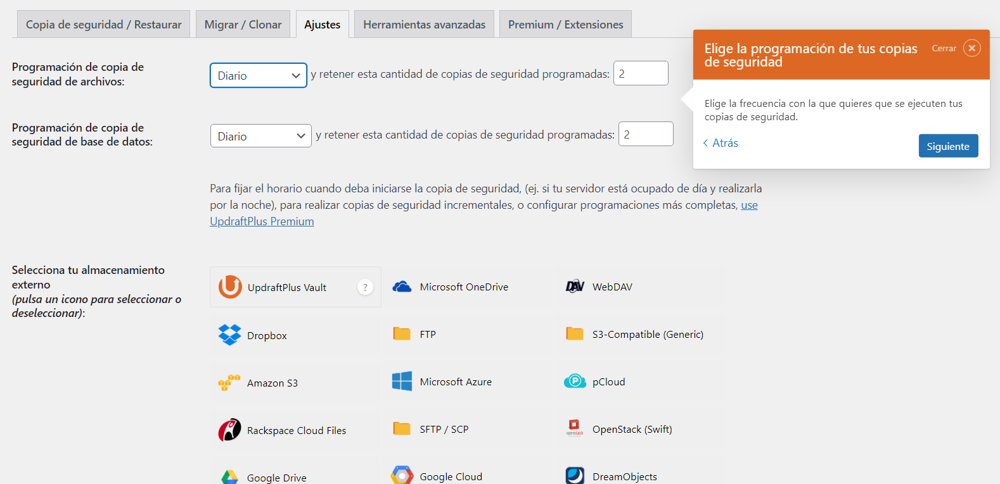 Copia de seguridad / Restaurar
Migrar / Clonar
Ajustes
Herramientas avanzadas
Premium / Extensiones
Elige la programación de tus copias
de seguridad
Cerrar
Elige la frecuencia con la que quieres que se ejecuten tus
copias de seguridad.
Atrás
Siguiente
Programación de copia de
seguridad de archivos:
Diario
y retener esta cantidad de copias de seguridad programadas:
2
Programación de copia de
seguridad de base de datos:
Diario
y retener esta cantidad de copias de seguridad programadas:
2
Para fijar el horario cuando deba iniciarse la copia de seguridad, (ej. si tu servidor está ocupado de día y realizarla
por la noche), para realizar copias de seguridad incrementales, o configurar programaciones más completas, use
UpdraftPlus Premium
Selecciona tu almacenamiento
externo
(pulsa un icono para seleccionar o
deseleccionar):
UpdraftPlus Vault
?
Microsoft OneDrive
DAV
WebDAV
Dropbox
FTP
S3-Compatible (Generic)
Amazon S3
Microsoft Azure
pCloud
Rackspace Cloud Files
SFTP / SCP
openstack
OpenStack (Swift)
Google Drive
Google Cloud
DreamObjects